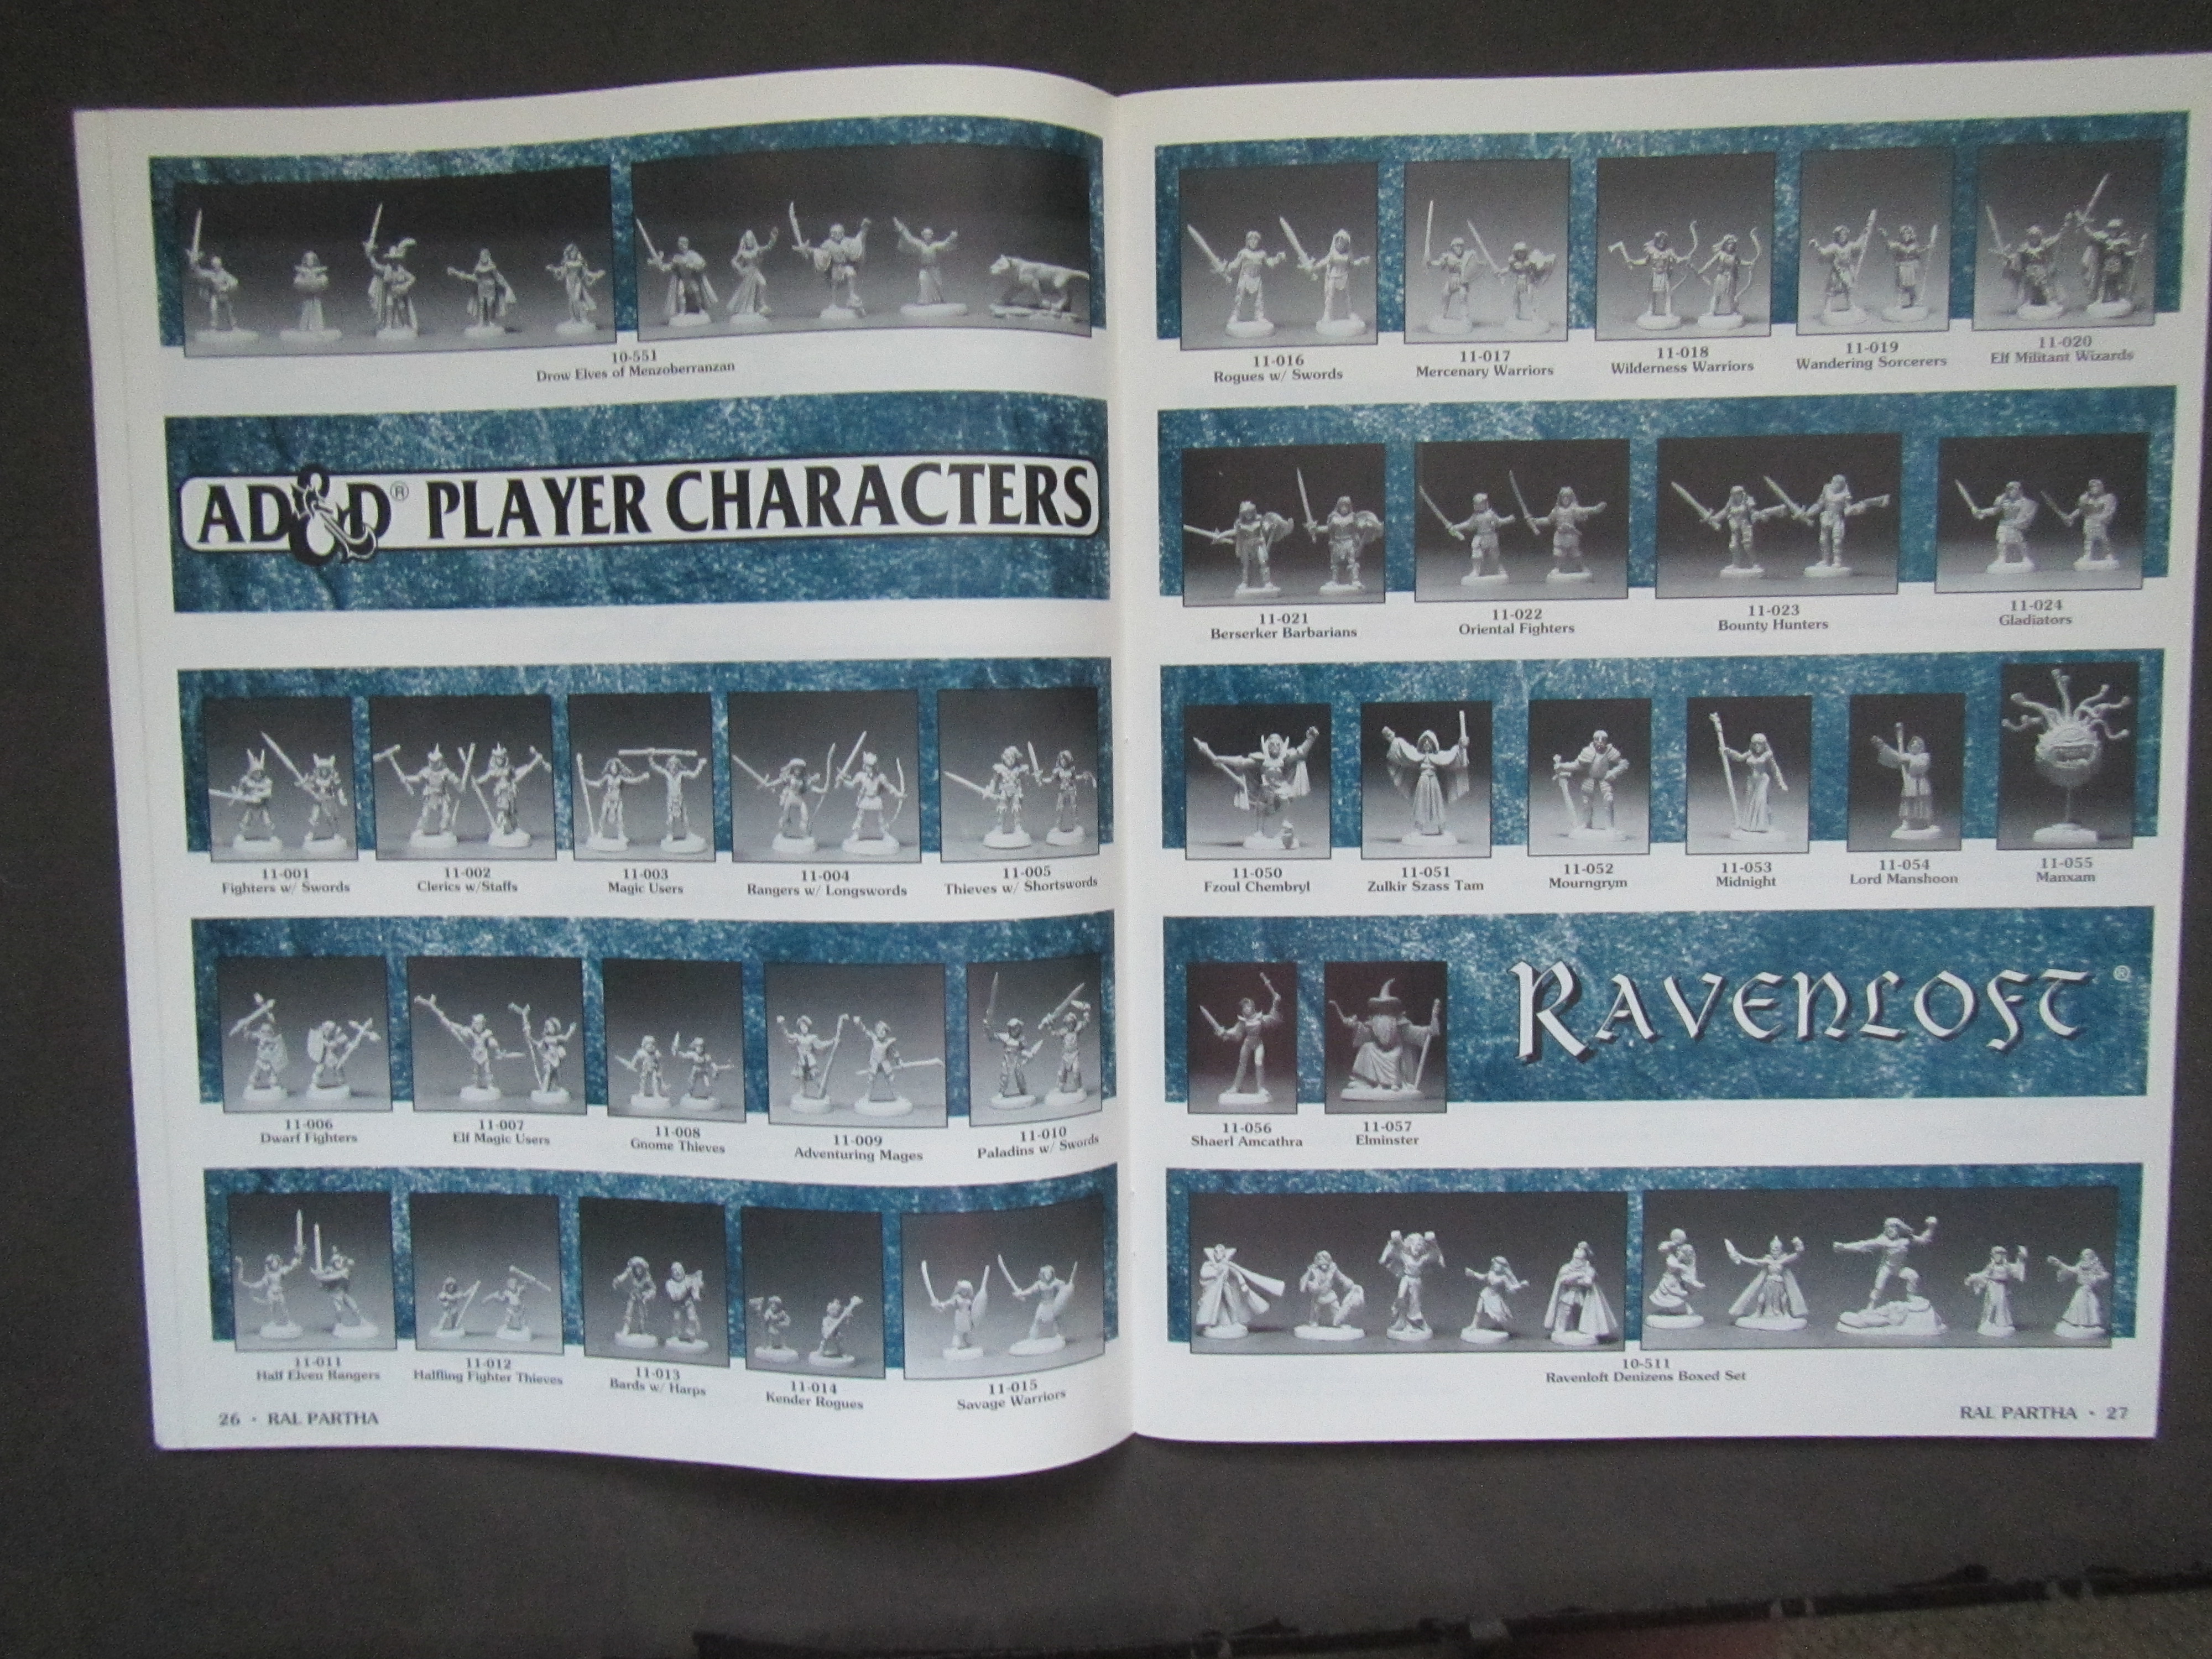 10-551
Drow Elves of Menzoberranzan
AD&D® PLAYER CHARACTERS
11-001
Fighters w/ Swords
11-002
Clerics w/Staffs
11-003
Magic Users
11-004
Rangers w/ Longswords
11-005
Thieves w/ Shortswords
11-006
Dwarf Fighters
11-007
Elf Magic Users
11-008
Gnome Thieves
11-009
Adventuring Mages
11-010
Paladins w/ Swords
11-011
Half Elven Rangers
11-012
Halfling Fighter Thieves
11-013
Bards w/ Harps
11-014
Kender Rogues
11-015
Savage Warriors
26 • RAL PARTHA
11-016
Rogues w/ Swords
11-017
Mercenary Warriors
11-018
Wilderness Warriors
11-019
Wandering Sorcerers
11-020
Elf Militant Wizards
11-021
Berserker Barbarians
11-022
Oriental Fighters
11-023
Bounty Hunters
11-024
Gladiators
11-050
Fzoul Chembryl
11-051
Zulkir Szass Tam
11-052
Mourngrym
11-053
Midnight
11-054
Lord Manshoon
11-055
Manxam
RAVENLOFT®
11-056
Shaerl Amcathra
11-057
Elminster
10-511
Ravenloft Denizens Boxed Set
RAL PARTHA • 27